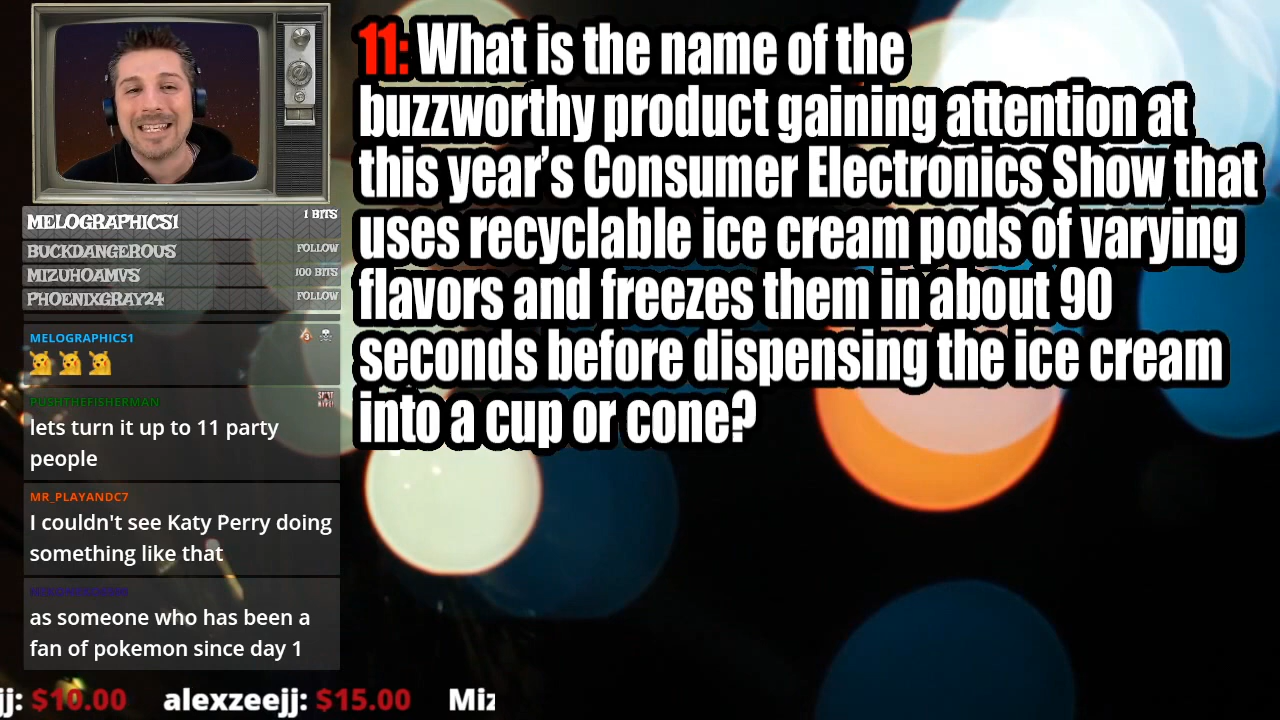 11: What is the name of the
buzzworthy product gaining attention at
this year's Consumer Electronics Show that
uses recyclable ice cream pods of varying
flavors and freezes them in about 90
seconds before dispensing the ice cream
into a cup or cone?
MELOGRAPHICS1 1 BITS
BUCKDANGEROUS FOLLOW
MIZUHOAMVS 100 BITS
PHOENIXGRAY24 FOLLOW
MELOGRAPHICS1
RUSHTHEFISHERMAN
lets turn it up to 11 party
people
MR_PLAYANDC7
I couldn't see Katy Perry doing
something like that
as someone who has been a
fan of pokemon since day 1
jj: $10.00 alexzeejj: $15.00 Miz